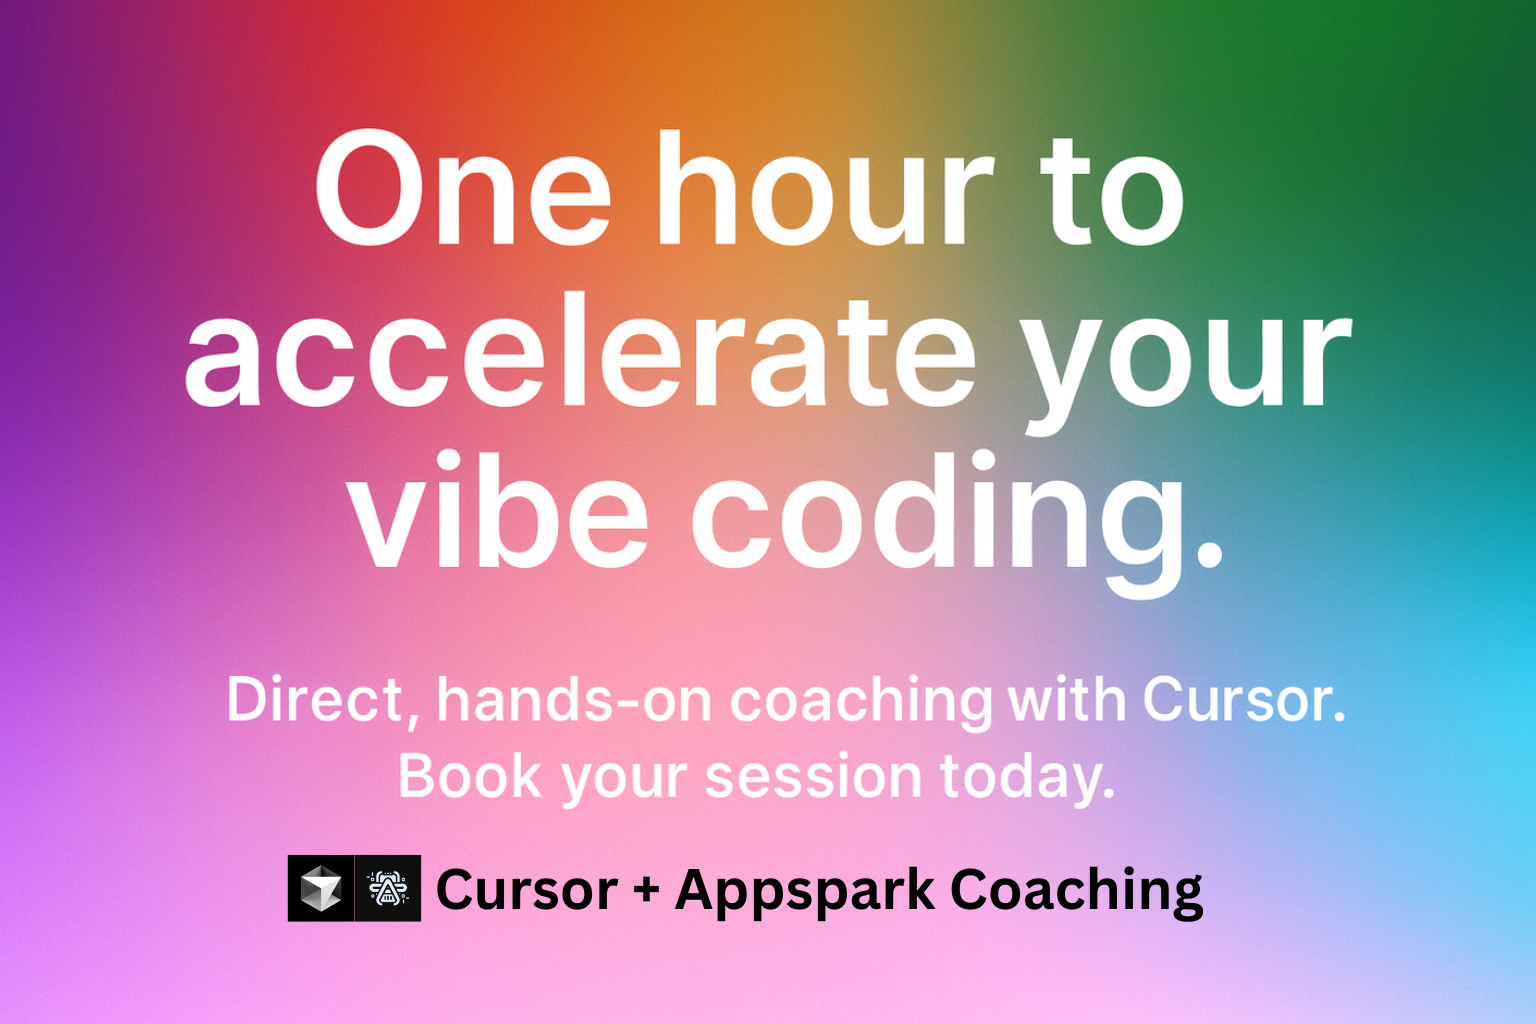 One hour to
accelerate your
vibe coding.
Direct, hands-on coaching with Cursor.
Book your session today.
Cursor + Appspark Coaching